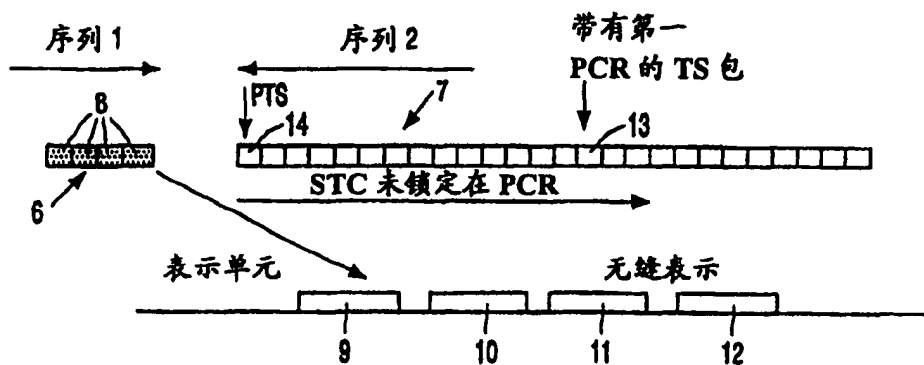 序列 1
序列 2
带有第一
PCR 的 TS 包
PTS
8
7
14
13
6
STC 未锁定在 PCR
表示单元
无缝表示
9
10
11
12